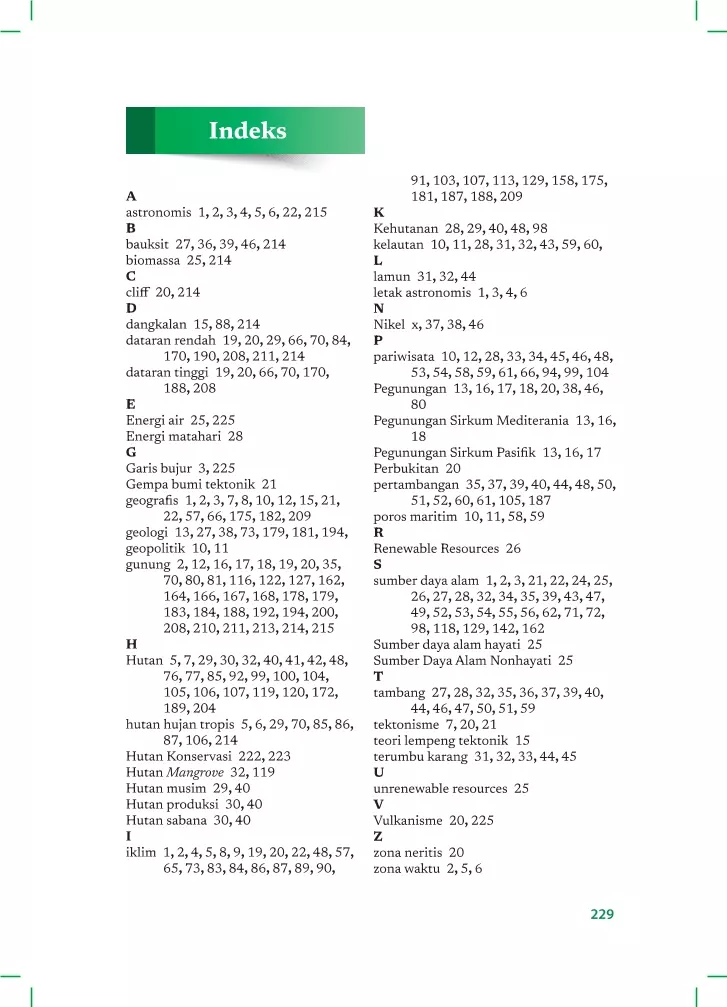 Indeks
A
astronomis 1, 2, 3, 4, 5, 6, 22, 215
B
bauksit 27, 36, 39, 46, 214
biomassa 25, 214
C
cliff 20, 214
D
dangkalan 15, 88, 214
dataran rendah 19, 20, 29, 66, 70, 84,
170, 190, 208, 211, 214
dataran tinggi 19, 20, 66, 70, 170,
188, 208
E
Energi air 25, 225
Energi matahari 28
G
Garis bujur 3, 225
Gempa bumi tektonik 21
geografis 1, 2, 3, 7, 8, 10, 12, 15, 21,
22, 57, 66, 175, 182, 209
geologi 13, 27, 38, 73, 179, 181, 194,
geopolitik 10, 11
gunung 2, 12, 16, 17, 18, 19, 20, 35,
70, 80, 81, 116, 122, 127, 162,
164, 166, 167, 168, 178, 179,
183, 184, 188, 192, 194, 200,
208, 210, 211, 213, 214, 215
H
Hutan 5, 7, 29, 30, 32, 40, 41, 42, 48,
76, 77, 85, 92, 99, 100, 104,
105, 106, 107, 119, 120, 172,
189, 204
hutan hujan tropis 5, 6, 29, 70, 85, 86,
87, 106, 214
Hutan Konservasi 222, 223
Hutan Mangrove 32, 119
Hutan musim 29, 40
Hutan produksi 30, 40
Hutan sabana 30, 40
I
iklim 1, 2, 4, 5, 8, 9, 19, 20, 22, 48, 57,
65, 73, 83, 84, 86, 87, 89, 90,
91, 103, 107, 113, 129, 158, 175,
181, 187, 188, 209
K
Kehutanan 28, 29, 40, 48, 98
kelautan 10, 11, 28, 31, 32, 43, 59, 60,
L
lamun 31, 32, 44
letak astronomis 1, 3, 4, 6
N
Nikel x, 37, 38, 46
P
pariwisata 10, 12, 28, 33, 34, 45, 46, 48,
53, 54, 58, 59, 61, 66, 94, 99, 104
Pegunungan 13, 16, 17, 18, 20, 38, 46,
80
Pegunungan Sirkum Mediterania 13, 16,
18
Pegunungan Sirkum Pasifik 13, 16, 17
Perbukitan 20
pertambangan 35, 37, 39, 40, 44, 48, 50,
51, 52, 60, 61, 105, 187
poros maritim 10, 11, 58, 59
R
Renewable Resources 26
S
sumber daya alam 1, 2, 3, 21, 22, 24, 25,
26, 27, 28, 32, 34, 35, 39, 43, 47,
49, 52, 53, 54, 55, 56, 62, 71, 72,
98, 118, 129, 142, 162
Sumber daya alam hayati 25
Sumber Daya Alam Nonhayati 25
T
tambang 27, 28, 32, 35, 36, 37, 39, 40,
44, 46, 47, 50, 51, 59
tektonisme 7, 20, 21
teori lempeng tektonik 15
terumbu karang 31, 32, 33, 44, 45
U
unrenewable resources 25
V
Vulkanisme 20, 225
Z
zona neritis 20
zona waktu 2, 5, 6
229